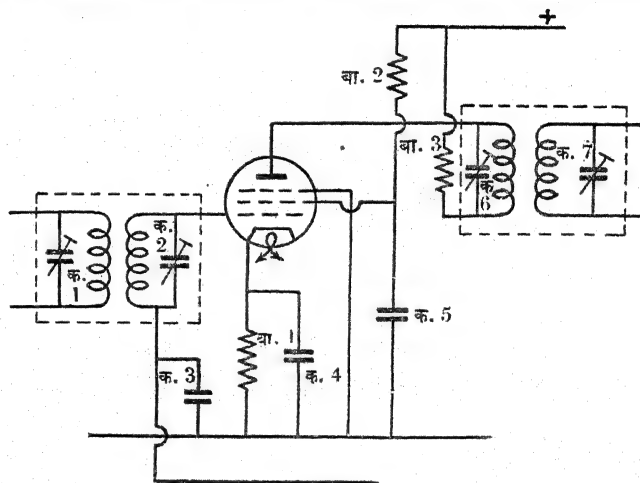 +
बा. 2
बा. 3
क. 6
क. 7
क. 1
क. 2
बा. 1
क. 3
क. 4
क. 5